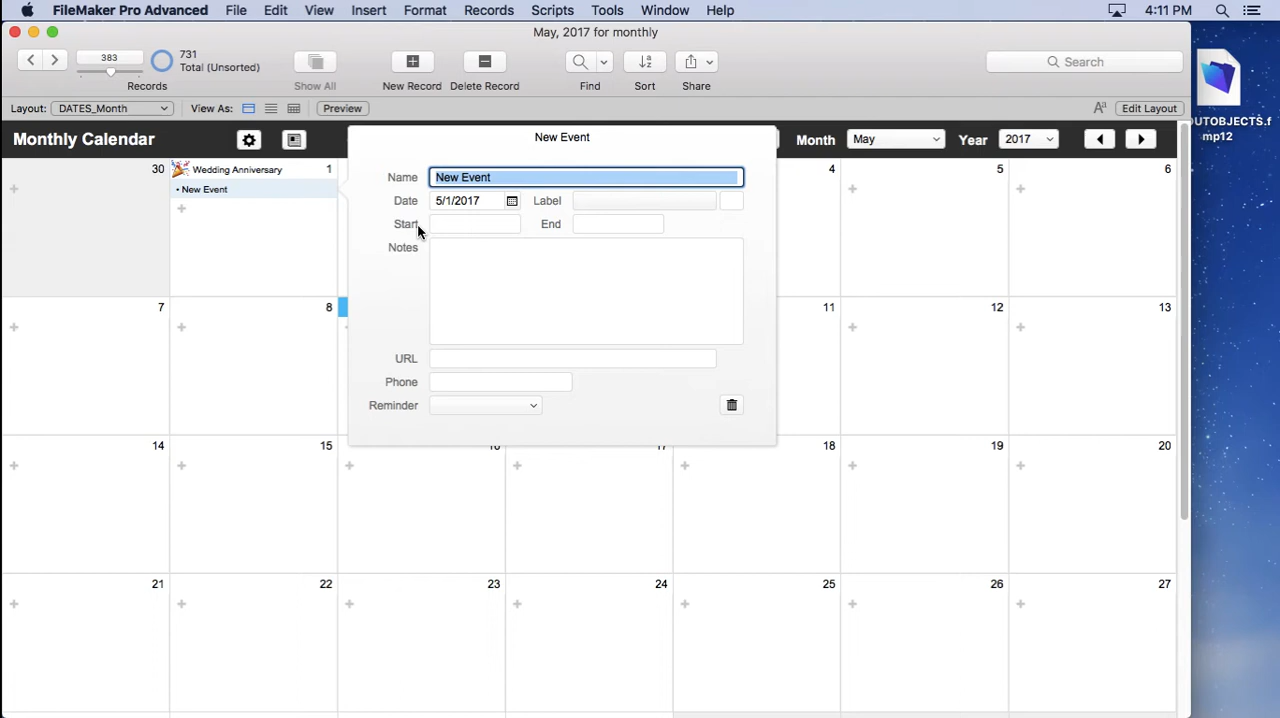 FileMaker Pro Advanced File Edit View Insert Format Records Scripts Tools Window Help 4:11 PM
May, 2017 for monthly
383
731
Total (Unsorted)
Search
Records Show All New Record Delete Record Find Sort Share
Layout: DATES_Month View As: Preview Aa Edit Layout
OUTOBJECTS.f
mp12
Monthly Calendar
Month May Year 2017
New Event
Name New Event
Date 5/1/2017 Label
Start End
Notes
URL
Phone
Reminder
30 Wedding Anniversary 1 4 5 6
• New Event
7 8 11 12 13
14 15 16 17 18 19 20
21 22 23 24 25 26 27